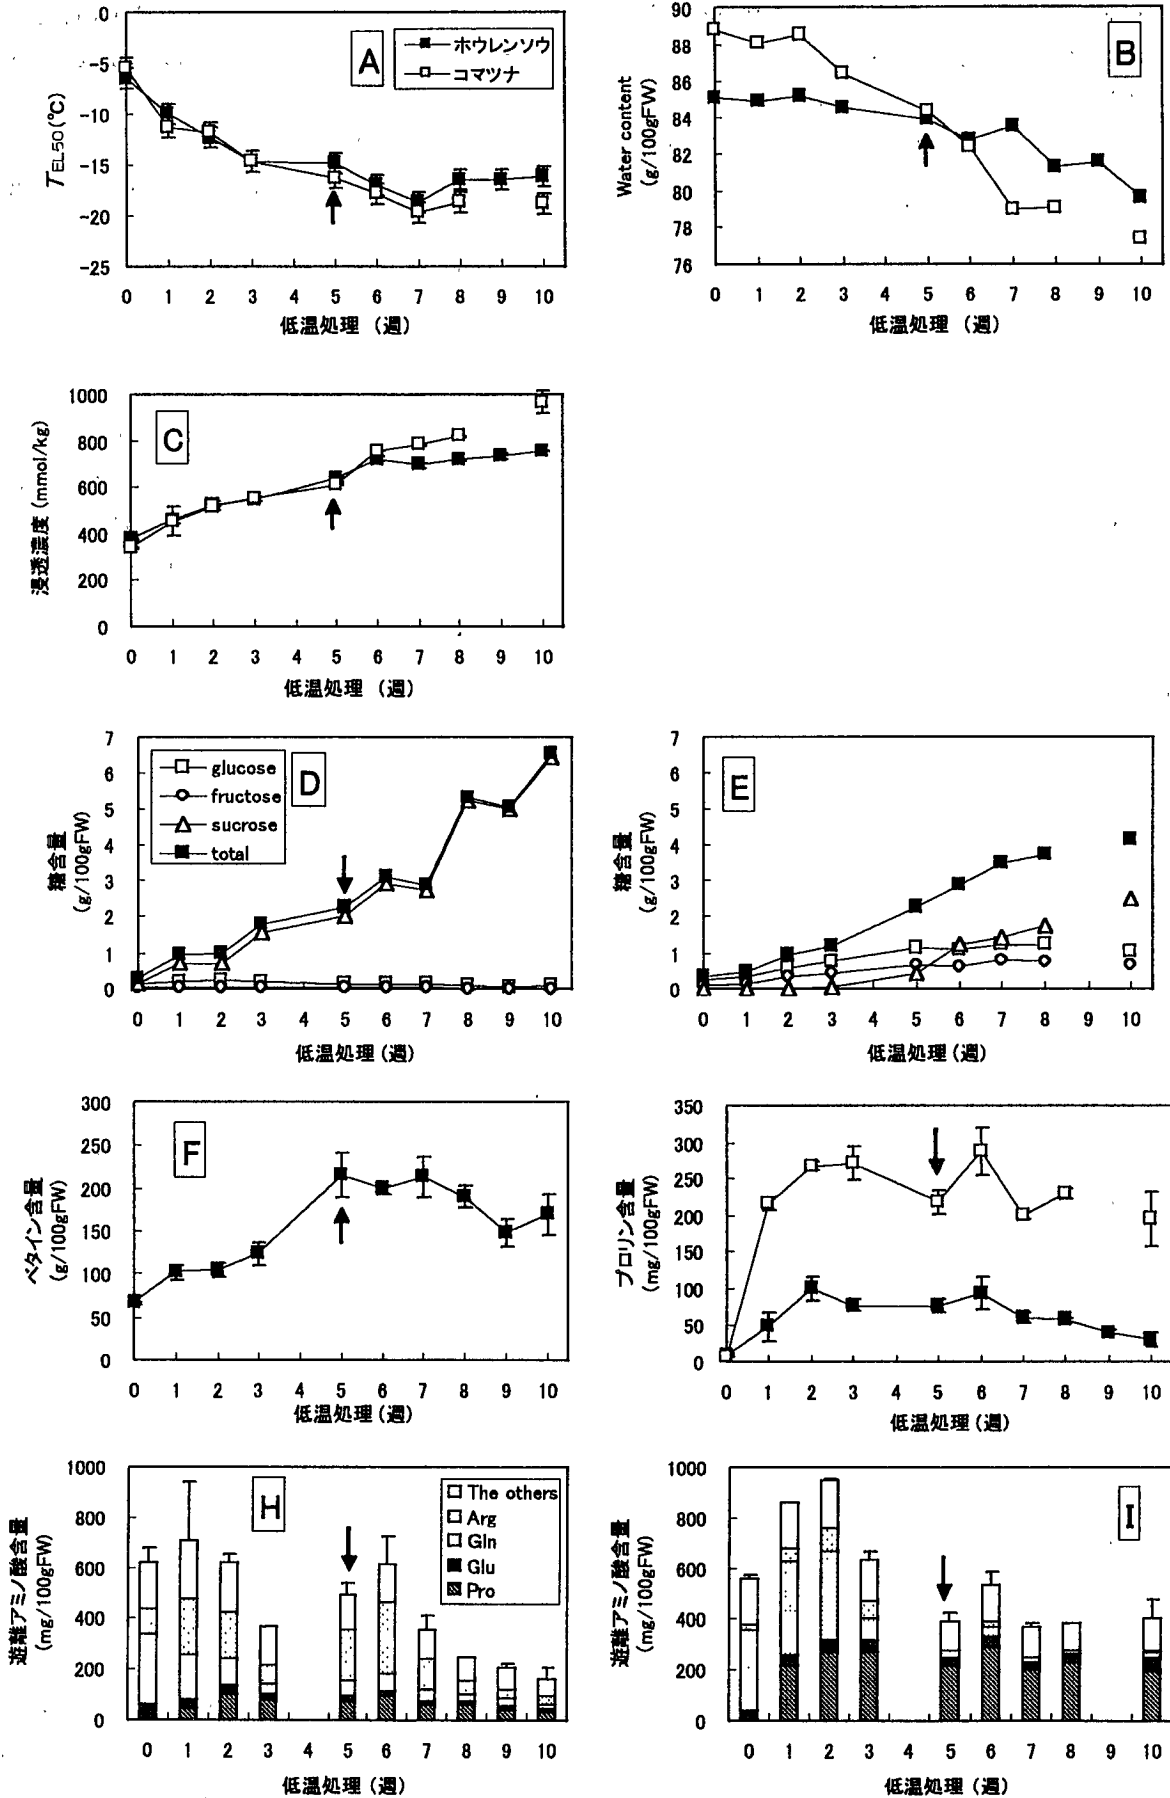 0
-5
-10
-15
-20
-25
TEL50(℃)
A
ホウレンソウ
コマツナ
0 1 2 3 4 5 6 7 8 9 10
低温処理 (週)
90
88
86
84
82
80
78
76
Water content
(g/100gFW)
B
0 1 2 3 4 5 6 7 8 9 10
低温処理 (週)
1000
800
600
400
200
0
浸透濃度 (mmol/kg)
C
0 1 2 3 4 5 6 7 8 9 10
低温処理 (週)
7
6
5
4
3
2
1
0
糖含量
(g/100gFW)
glucose
fructose
sucrose
total
D
0 1 2 3 4 5 6 7 8 9 10
低温処理 (週)
7
6
5
4
3
2
1
0
糖含量
(g/100gFW)
E
0 1 2 3 4 5 6 7 8 9 10
低温処理 (週)
300
250
200
150
100
50
0
ベタイン含量
(g/100gFW)
F
0 1 2 3 4 5 6 7 8 9 10
低温処理 (週)
350
300
250
200
150
100
50
0
プロリン含量
(mg/100gFW)
0 1 2 3 4 5 6 7 8 9 10
低温処理 (週)
1000
800
600
400
200
0
遊離アミノ酸含量
(mg/100gFW)
H
The others
Arg
Gln
Glu
Pro
0 1 2 3 4 5 6 7 8 9 10
低温処理 (週)
1000
800
600
400
200
0
遊離アミノ酸含量
(mg/100gFW)
I
0 1 2 3 4 5 6 7 8 9 10
低温処理 (週)